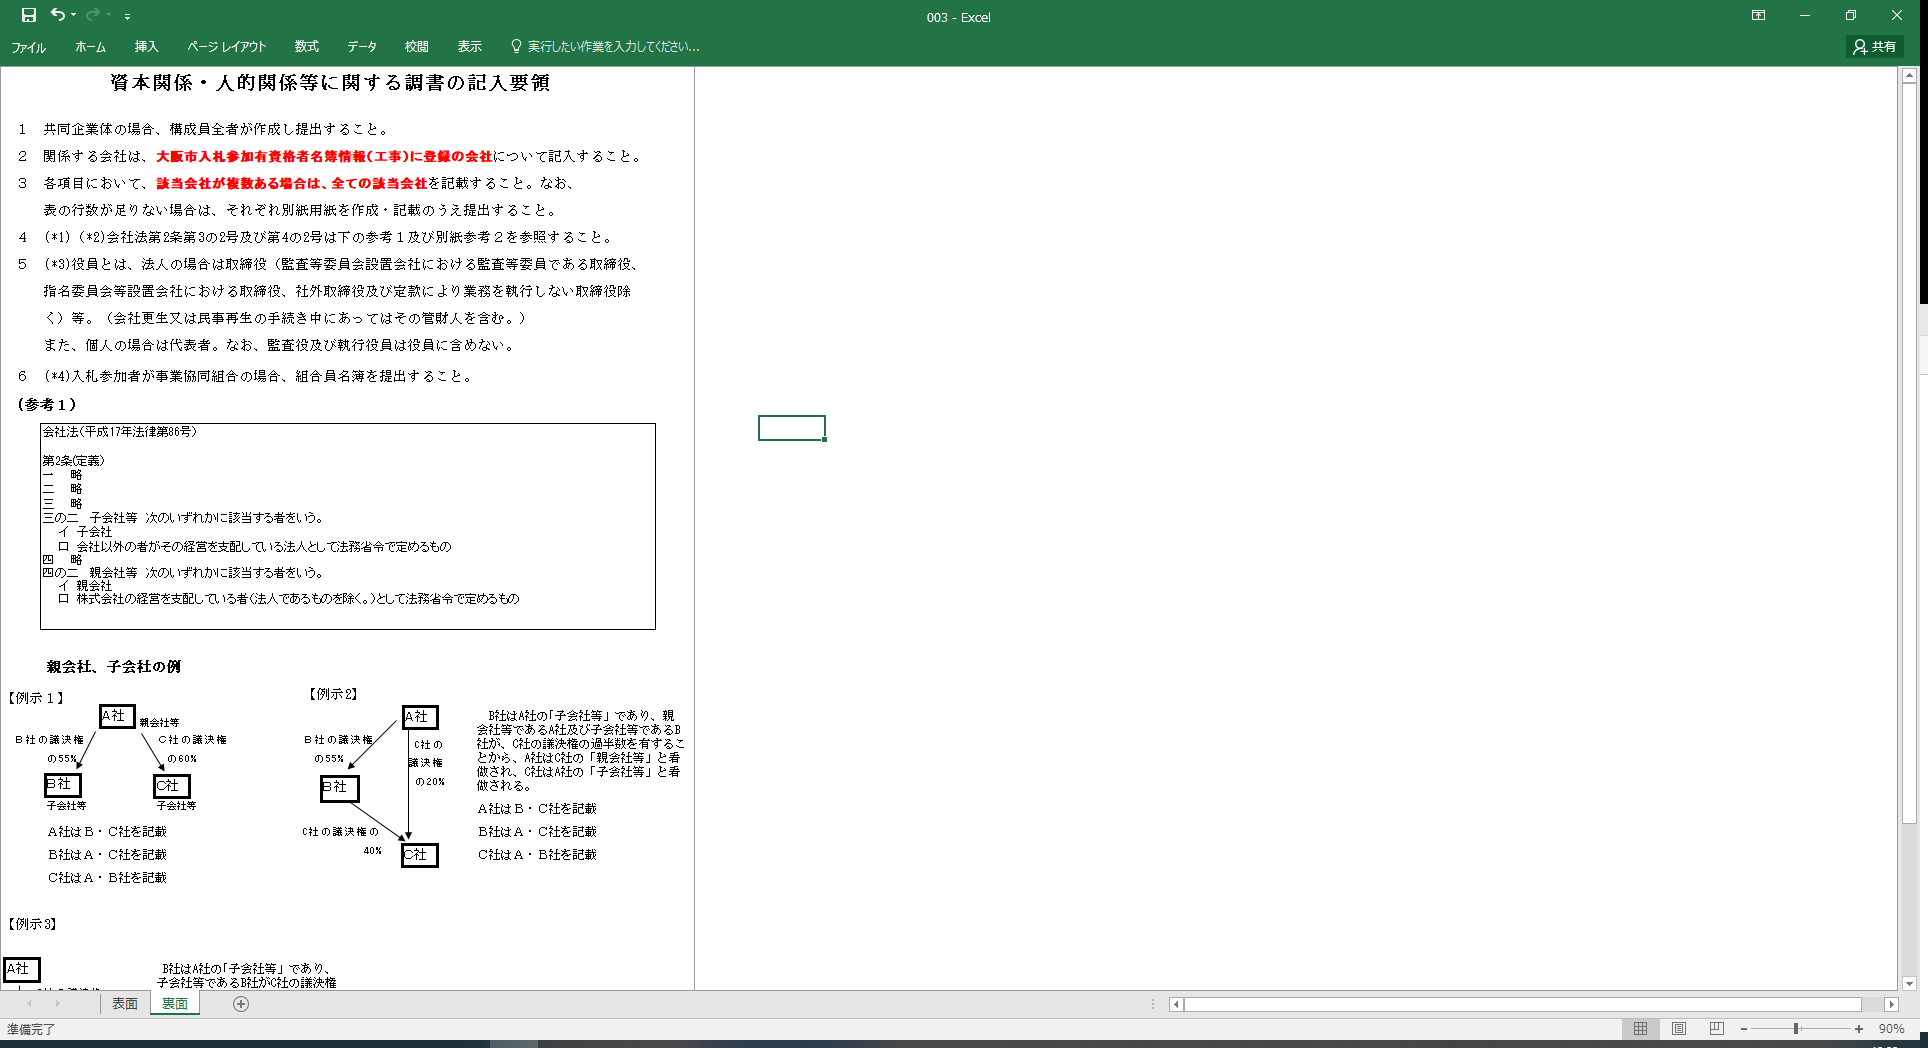 003 - Excel
ファイル ホーム 挿入 ページ レイアウト 数式 データ 校閲 表示 実行したい作業を入力してください... 共有
資本関係・人的関係等に関する調書の記入要領
1 共同企業体の場合、構成員全者が作成し提出すること。
2 関係する会社は、大阪市入札参加有資格者名簿情報(工事)に登録の会社について記入すること。
3 各項目において、該当会社が複数ある場合は、全ての該当会社を記載すること。なお、
表の行数が足りない場合は、それぞれ別紙用紙を作成・記載のうえ提出すること。
4 (*1)(*2)会社法第2条第3の2号及び第4の2号は下の参考1及び別紙参考2を参照すること。
5 (*3)役員とは、法人の場合は取締役（監査等委員会設置会社における監査等委員である取締役、
指名委員会等設置会社における取締役、社外取締役及び定款により業務を執行しない取締役除
く）等。（会社更生又は民事再生の手続き中にあってはその管財人を含む。）
また、個人の場合は代表者。なお、監査役及び執行役員は役員に含めない。
6 (*4)入札参加者が事業協同組合の場合、組合員名簿を提出すること。
(参考1)
会社法(平成17年法律第86号)
第2条(定義)
一 略
二 略
三 略
三の二 子会社等 次のいずれかに該当する者をいう。
イ 子会社
ロ 会社以外の者がその経営を支配している法人として法務省令で定めるもの
四 略
四の二 親会社等 次のいずれかに該当する者をいう。
イ 親会社
ロ 株式会社の経営を支配している者(法人であるものを除く。)として法務省令で定めるもの
親会社、子会社の例
【例示1】
A社
親会社等
B社の議決権
の55%
C社の議決権
の60%
B社
C社
子会社等
子会社等
A社はB・C社を記載
B社はA・C社を記載
C社はA・B社を記載
【例示2】
A社
B社の議決権
の55%
C社の
議決権
の20%
B社
C社の議決権の
40%
C社
B社はA社の「子会社等」であり、親
会社等であるA社及び子会社等であるB
社が、C社の議決権の過半数を有するこ
とから、A社はC社の「親会社等」と看
做され、C社はA社の「子会社等」と看
做される。
A社はB・C社を記載
B社はA・C社を記載
C社はA・B社を記載
【例示3】
A社
B社はA社の「子会社等」であり、
子会社等であるB社がC社の議決権
表面 裏面
準備完了
90%